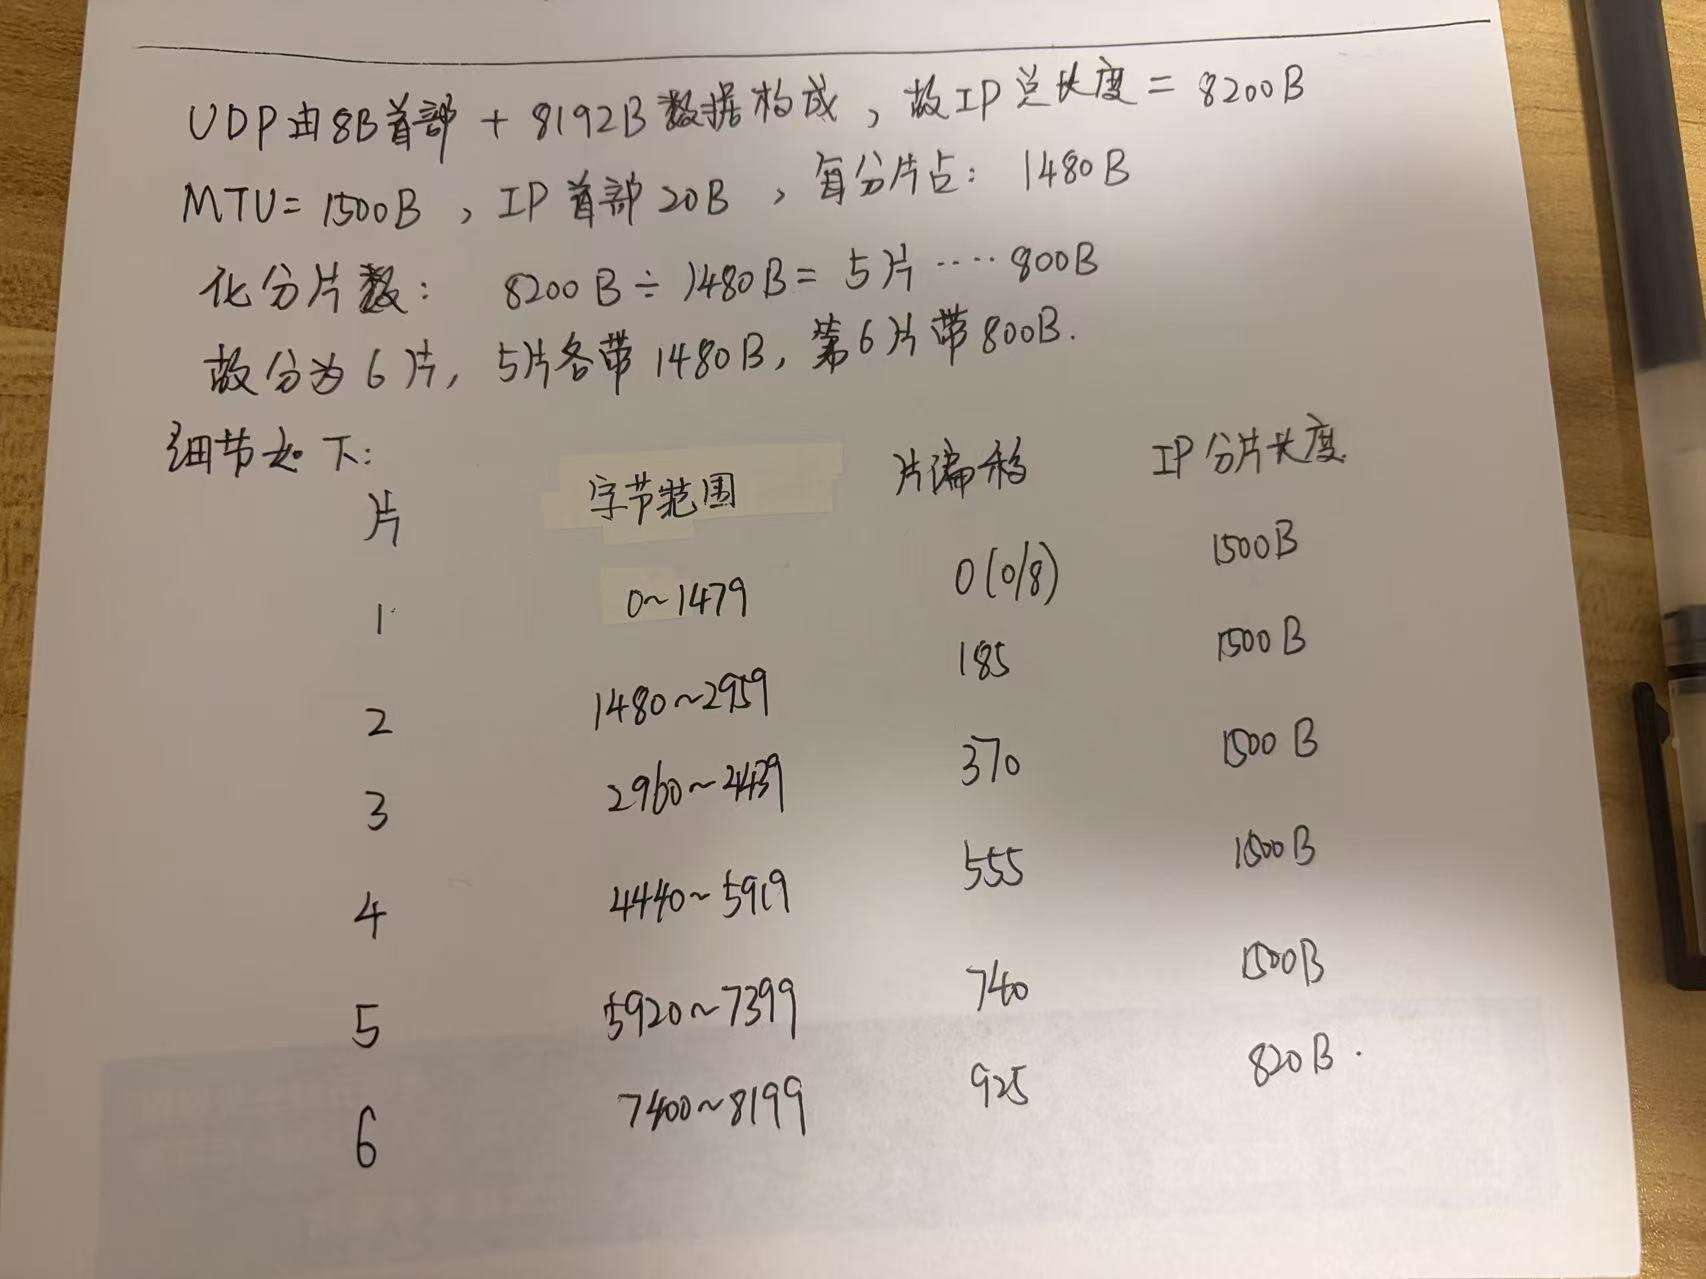 UDP由8B首部 + 8192B数据构成，故IP总长度 = 8200B
MTU = 1500B，IP首部20B，每分片占：1480B
化分片数： 8200B ÷ 1480B = 5片 ···· 800B
故分为6片，5片各带1480B，第6片带800B.
细节如下：
片 字节范围 片偏移 IP分片长度
1 0~1479 0(0/8) 1500B
2 1480~2959 185 1500B
3 2960~4439 370 1500B
4 4440~5919 555 1500B
5 5920~7399 740 1500B
6 7400~8199 925 820B.